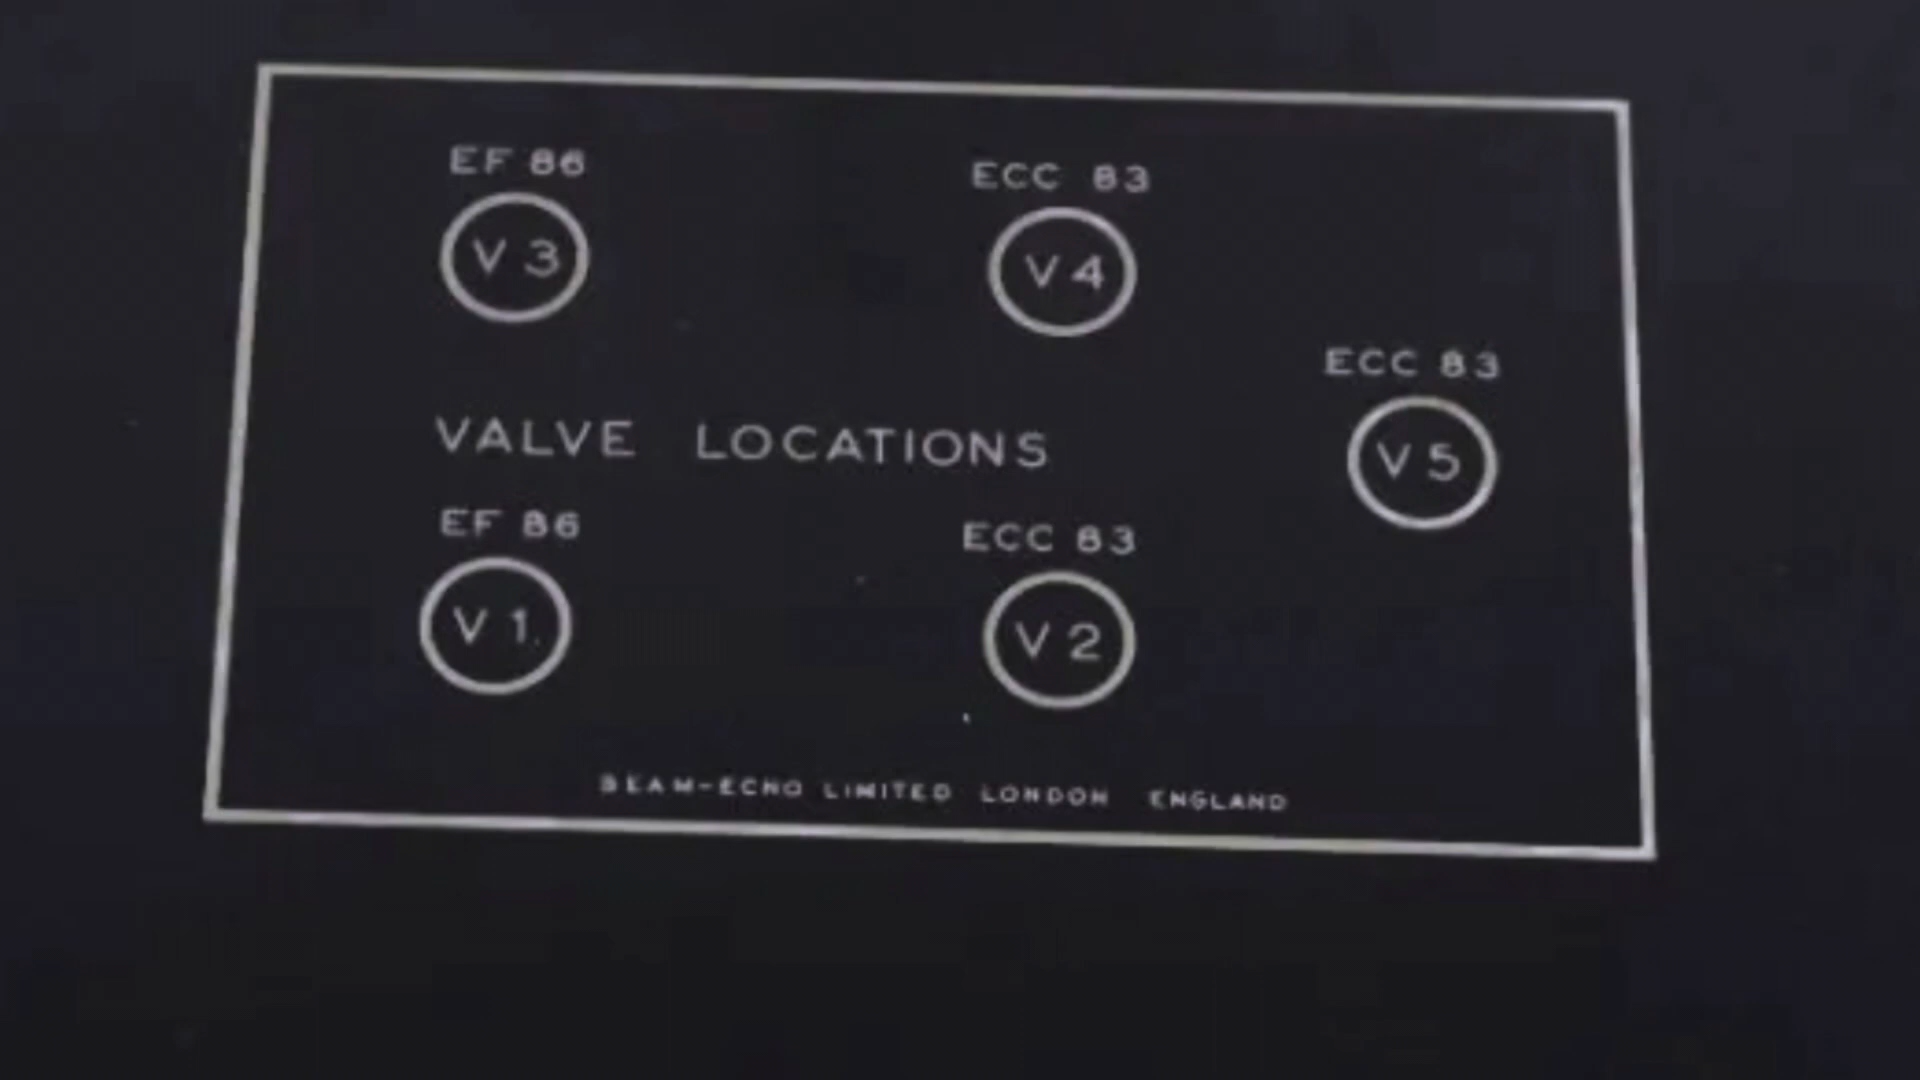 EF 86
ECC 83
V 3
V 4
ECC 83
V 5
VALVE LOCATIONS
EF 86
ECC 83
V 1
V 2
BEAM-ECHO LIMITED LONDON ENGLAND